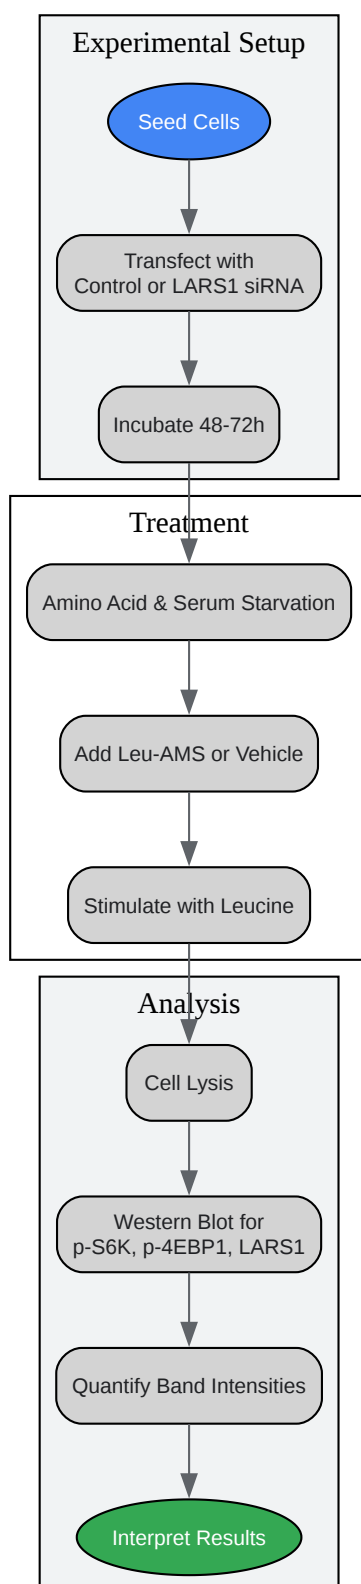 Experimental Setup
Seed Cells
Transfect with
Control or LARS1 siRNA
Incubate 48-72h
Treatment
Amino Acid & Serum Starvation
Add Leu-AMS or Vehicle
Stimulate with Leucine
Analysis
Cell Lysis
Western Blot for
p-S6K, p-4EBP1, LARS1
Quantify Band Intensities
Interpret Results